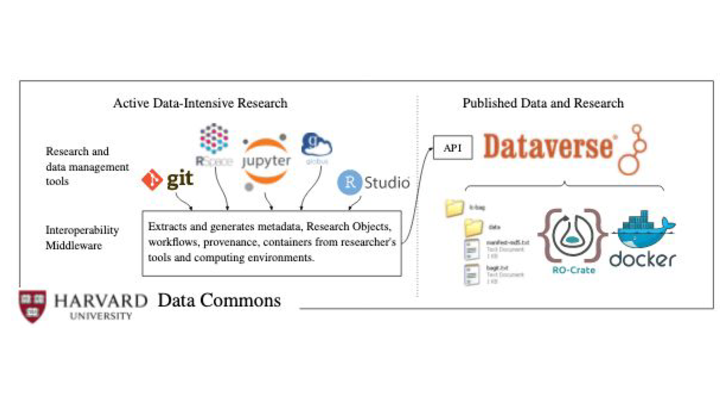 Active Data-Intensive Research
Published Data and Research
Research and
data management
tools
git
RSpace
jupyter
globus
R Studio
API
Dataverse
Interoperability
Middleware
Extracts and generates metadata, Research Objects,
workflows, provenance, containers from researcher's
tools and computing environments.
data
manifest-md5.txt
Text Document
1 KB
bagit.txt
Text Document
1 KB
RO-Crate
docker
HARVARD
UNIVERSITY
Data Commons